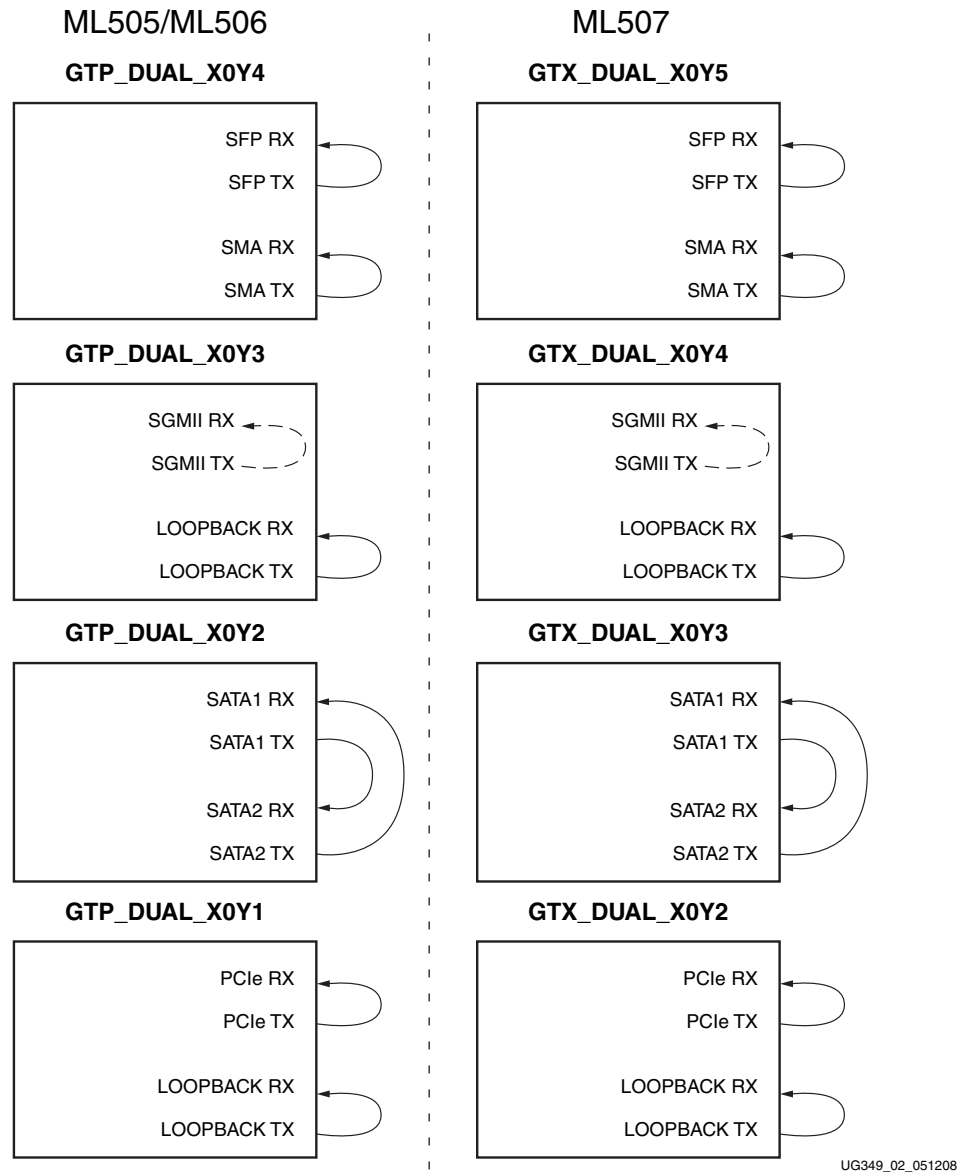 ML505/ML506
GTP_DUAL_X0Y4
SFP RX
SFP TX
SMA RX
SMA TX
GTP_DUAL_X0Y3
SGMII RX
SGMII TX
LOOPBACK RX
LOOPBACK TX
GTP_DUAL_X0Y2
SATA1 RX
SATA1 TX
SATA2 RX
SATA2 TX
GTP_DUAL_X0Y1
PCIe RX
PCIe TX
LOOPBACK RX
LOOPBACK TX
ML507
GTX_DUAL_X0Y5
SFP RX
SFP TX
SMA RX
SMA TX
GTX_DUAL_X0Y4
SGMII RX
SGMII TX
LOOPBACK RX
LOOPBACK TX
GTX_DUAL_X0Y3
SATA1 RX
SATA1 TX
SATA2 RX
SATA2 TX
GTX_DUAL_X0Y2
PCIe RX
PCIe TX
LOOPBACK RX
LOOPBACK TX
UG349_02_051208